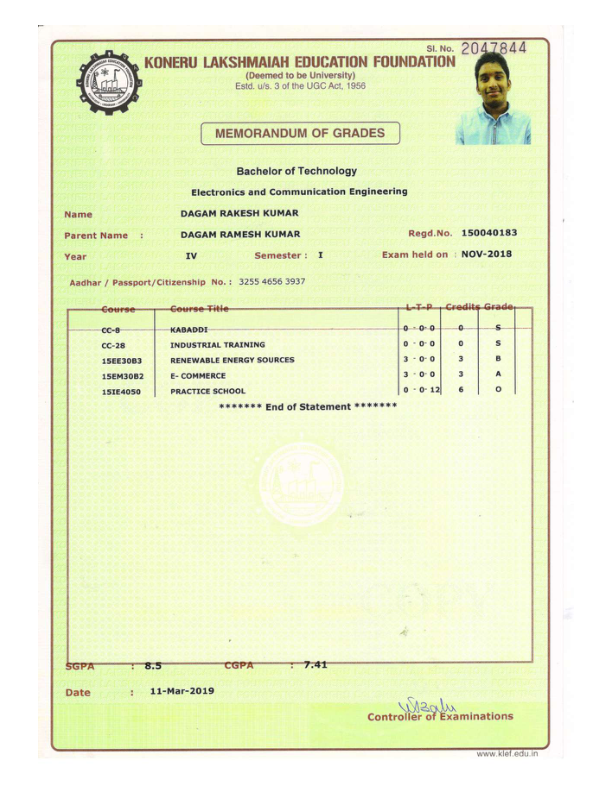 Sl. No. 2047844
KONERU LAKSHMAIAH EDUCATION FOUNDATION
(Deemed to be University)
Estd. u/s. 3 of the UGC Act, 1956
MEMORANDUM OF GRADES
Bachelor of Technology
Electronics and Communication Engineering
Name DAGAM RAKESH KUMAR
Parent Name : DAGAM RAMESH KUMAR Regd.No. 150040183
Year IV Semester : I Exam held on : NOV-2018
Aadhar / Passport/Citizenship No. : 3255 4656 3937
Course Course Title L-T-P Credits Grade
CC-8 KABADDI 0 - 0- 0 0 S
CC-28 INDUSTRIAL TRAINING 0 - 0- 0 0 S
15EE30B3 RENEWABLE ENERGY SOURCES 3 - 0- 0 3 B
15EM30B2 E- COMMERCE 3 - 0- 0 3 A
15IE4050 PRACTICE SCHOOL 0 - 0- 12 6 O
******* End of Statement *******
SGPA : 8.5 CGPA : 7.41
Date : 11-Mar-2019
Controller of Examinations
www.klef.edu.in